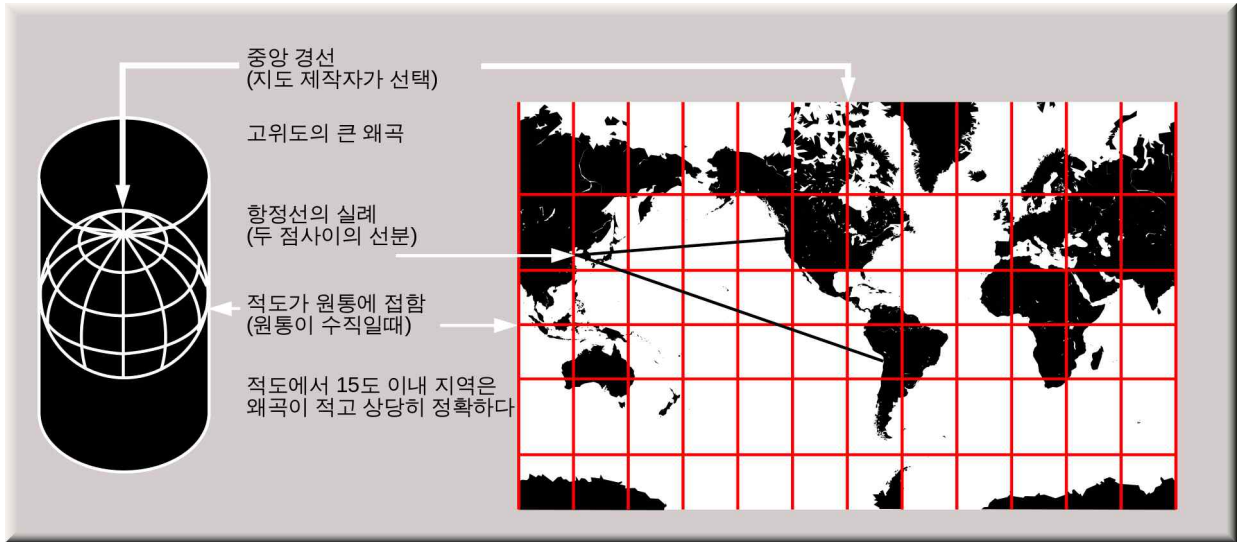 중앙 경선
(지도 제작자가 선택)
고위도의 큰 왜곡
항정선의 실례
(두 점사이의 선분)
적도가 원통에 접함
(원통이 수직일때)
적도에서 15도 이내 지역은
왜곡이 적고 상당히 정확하다